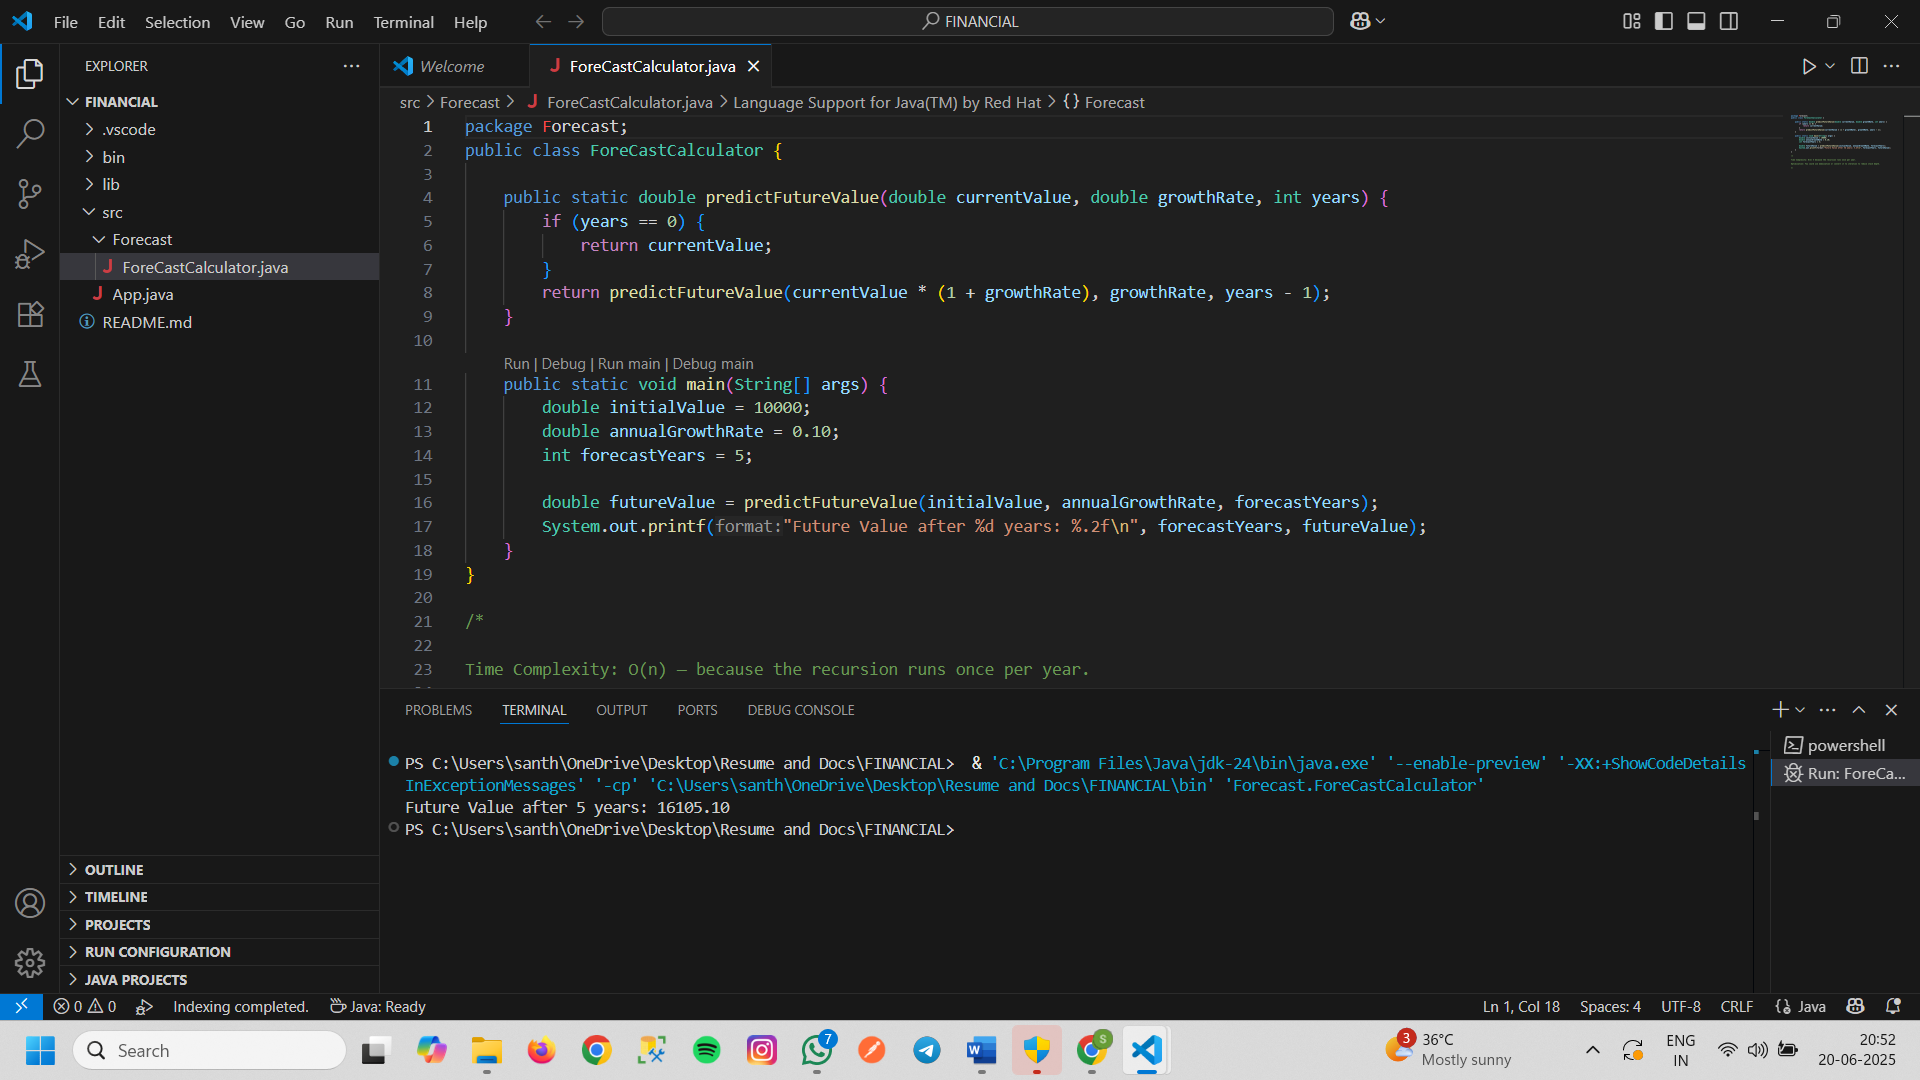 File Edit Selection View Go Run Terminal Help
FINANCIAL
EXPLORER
FINANCIAL
.vscode
bin
lib
src
Forecast
ForeCastCalculator.java
App.java
README.md
OUTLINE
TIMELINE
PROJECTS
RUN CONFIGURATION
JAVA PROJECTS
Welcome
J ForeCastCalculator.java
src > Forecast > J ForeCastCalculator.java > Language Support for Java(TM) by Red Hat > {} Forecast
1 package Forecast;
2 public class ForeCastCalculator {
3
4 public static double predictFutureValue(double currentValue, double growthRate, int years) {
5 if (years == 0) {
6 return currentValue;
7 }
8 return predictFutureValue(currentValue * (1 + growthRate), growthRate, years - 1);
9 }
10
Run | Debug | Run main | Debug main
11 public static void main(String[] args) {
12 double initialValue = 10000;
13 double annualGrowthRate = 0.10;
14 int forecastYears = 5;
15
16 double futureValue = predictFutureValue(initialValue, annualGrowthRate, forecastYears);
17 System.out.printf(format:"Future Value after %d years: %.2f\n", forecastYears, futureValue);
18 }
19 }
20
21 /*
22
23 Time Complexity: O(n) – because the recursion runs once per year.
PROBLEMS TERMINAL OUTPUT PORTS DEBUG CONSOLE
PS C:\Users\santh\OneDrive\Desktop\Resume and Docs\FINANCIAL> & 'C:\Program Files\Java\jdk-24\bin\java.exe' '--enable-preview' '-XX:+ShowCodeDetails
InExceptionMessages' '-cp' 'C:\Users\santh\OneDrive\Desktop\Resume and Docs\FINANCIAL\bin' 'Forecast.ForeCastCalculator'
Future Value after 5 years: 16105.10
PS C:\Users\santh\OneDrive\Desktop\Resume and Docs\FINANCIAL>
powershell
Run: ForeCa...
0 0 Indexing completed. Java: Ready
Ln 1, Col 18 Spaces: 4 UTF-8 CRLF {} Java
Search
7
S
3
36°C
Mostly sunny
ENG
IN
20:52
20-06-2025